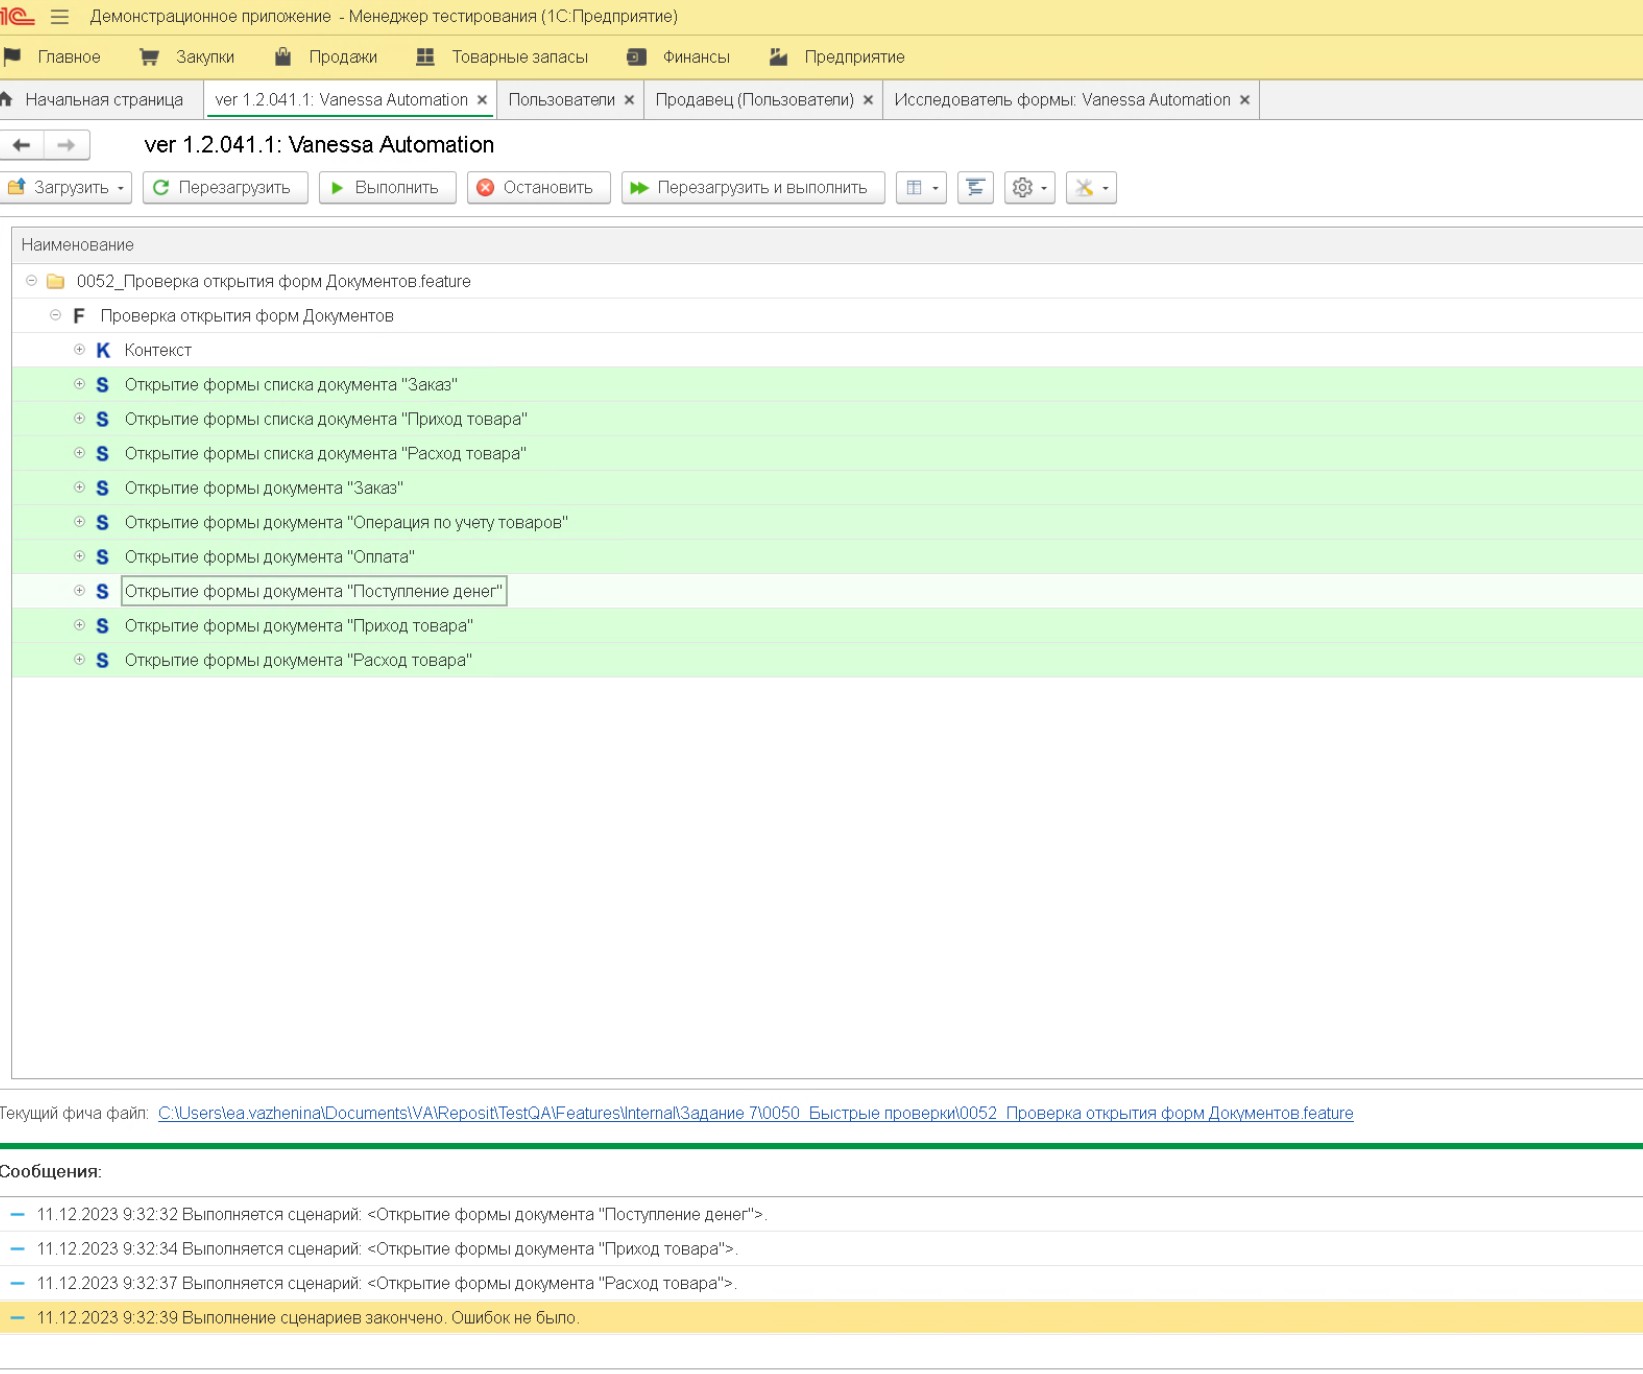 1С Демонстрационное приложение - Менеджер тестирования (1С:Предприятие)
Главное Закупки Продажи Товарные запасы Финансы Предприятие
Начальная страница ver 1.2.041.1: Vanessa Automation × Пользователи × Продавец (Пользователи) × Исследователь формы: Vanessa Automation ×
ver 1.2.041.1: Vanessa Automation
Загрузить Перезагрузить Выполнить Остановить Перезагрузить и выполнить
Наименование
0052_Проверка открытия форм Документов.feature
F Проверка открытия форм Документов
K Контекст
S Открытие формы списка документа "Заказ"
S Открытие формы списка документа "Приход товара"
S Открытие формы списка документа "Расход товара"
S Открытие формы документа "Заказ"
S Открытие формы документа "Операция по учету товаров"
S Открытие формы документа "Оплата"
S Открытие формы документа "Поступление денег"
S Открытие формы документа "Приход товара"
S Открытие формы документа "Расход товара"
Текущий фича файл: C:\Users\ea.vazhenina\Documents\VA\Reposit\TestQA\Features\Internal\Задание 7\0050_Быстрые проверки\0052_Проверка открытия форм Документов.feature
Сообщения:
11.12.2023 9:32:32 Выполняется сценарий: <Открытие формы документа "Поступление денег">.
11.12.2023 9:32:34 Выполняется сценарий: <Открытие формы документа "Приход товара">.
11.12.2023 9:32:37 Выполняется сценарий: <Открытие формы документа "Расход товара">.
11.12.2023 9:32:39 Выполнение сценариев закончено. Ошибок не было.